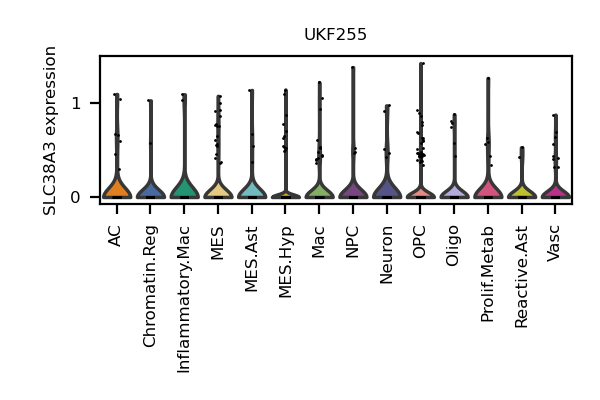 UKF255
SLC38A3 expression
1
0
AC
Chromatin.Reg
Inflammatory.Mac
MES
MES.Ast
MES.Hyp
Mac
NPC
Neuron
OPC
Oligo
Prolif.Metab
Reactive.Ast
Vasc